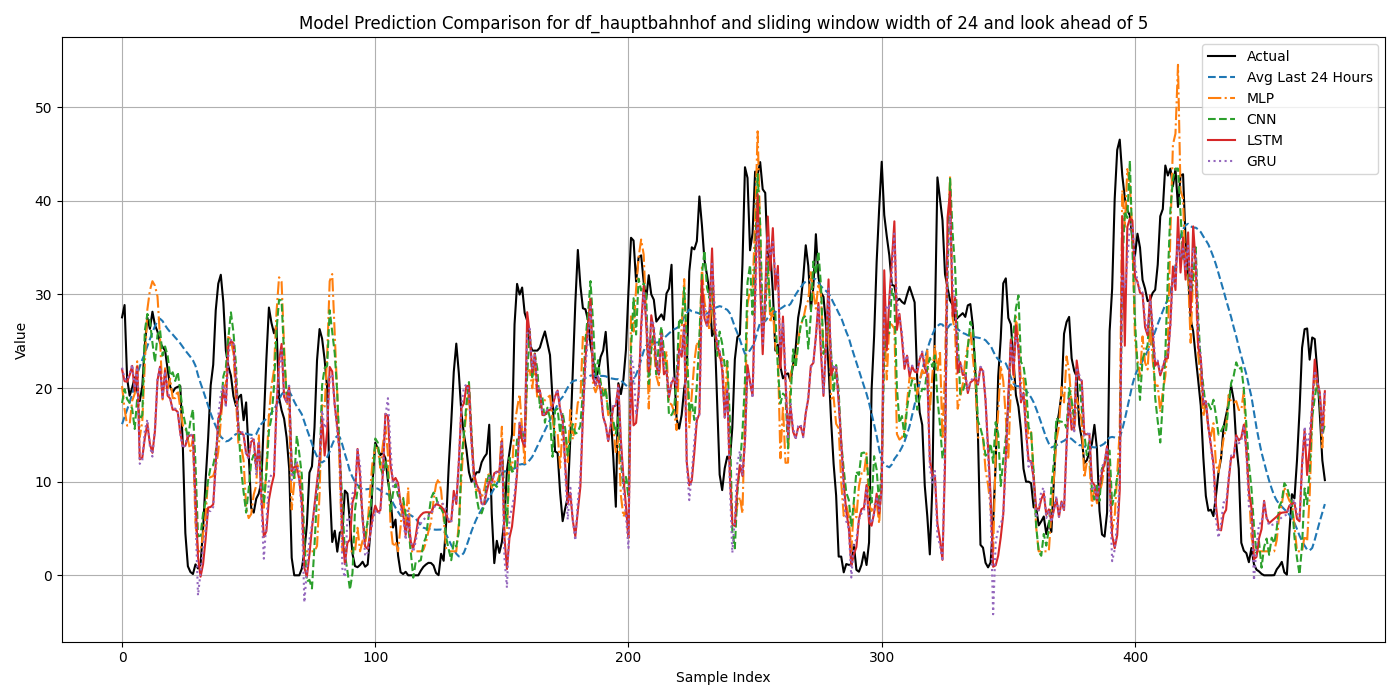 Model Prediction Comparison for df_hauptbahnhof and sliding window width of 24 and look ahead of 5
Actual
Avg Last 24 Hours
MLP
CNN
LSTM
GRU
Value
50
40
30
20
10
0
0 100 200 300 400
Sample Index